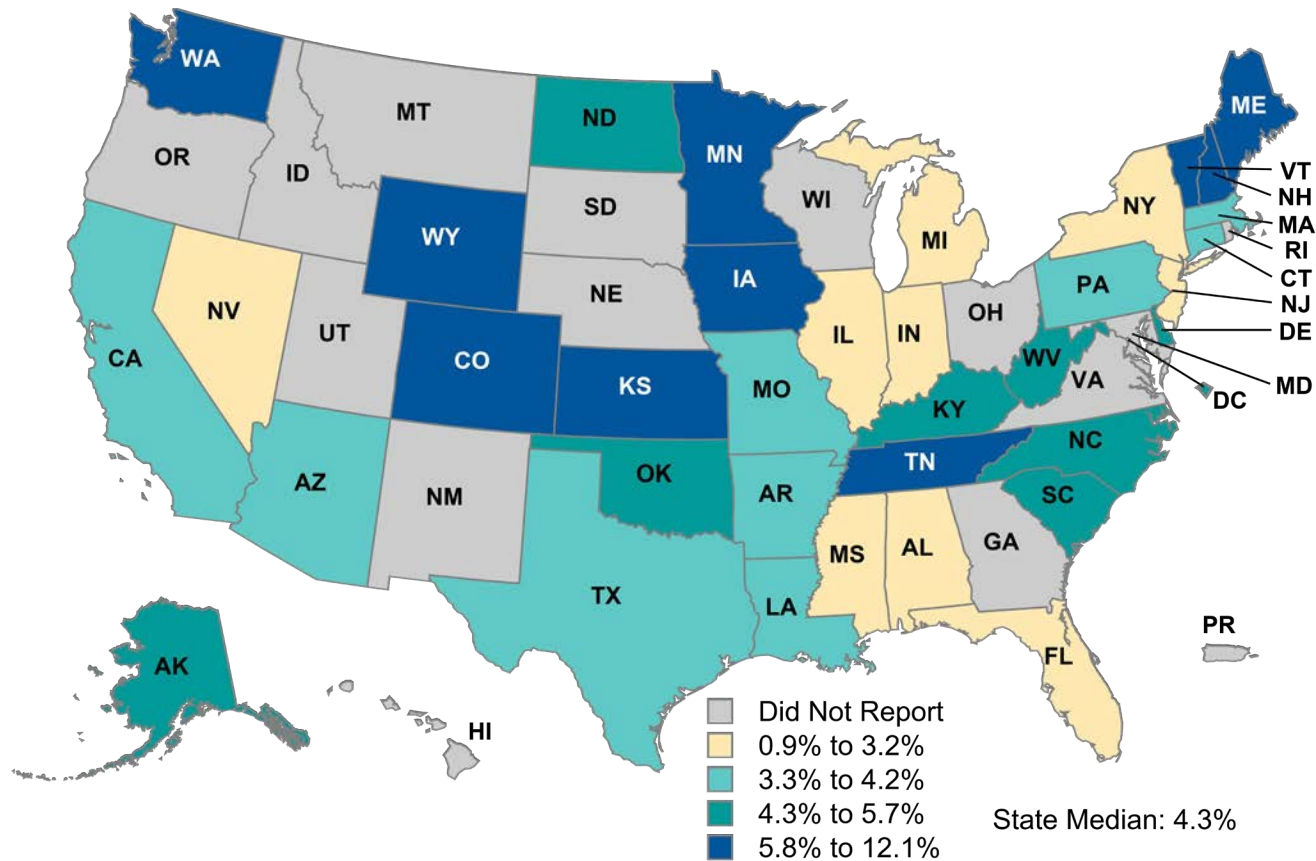 WA
MT
ND
MN
ME
OR
ID
SD
WI
VT
NH
MA
RI
CT
NJ
DE
MD
DC
NY
MI
WY
IA
NE
PA
NV
UT
CO
KS
IL
IN
OH
WV
VA
CA
MO
KY
NC
TN
SC
AZ
NM
OK
AR
MS
AL
GA
TX
LA
FL
PR
AK
HI
Did Not Report
0.9% to 3.2%
3.3% to 4.2%
4.3% to 5.7%
5.8% to 12.1%
State Median: 4.3%